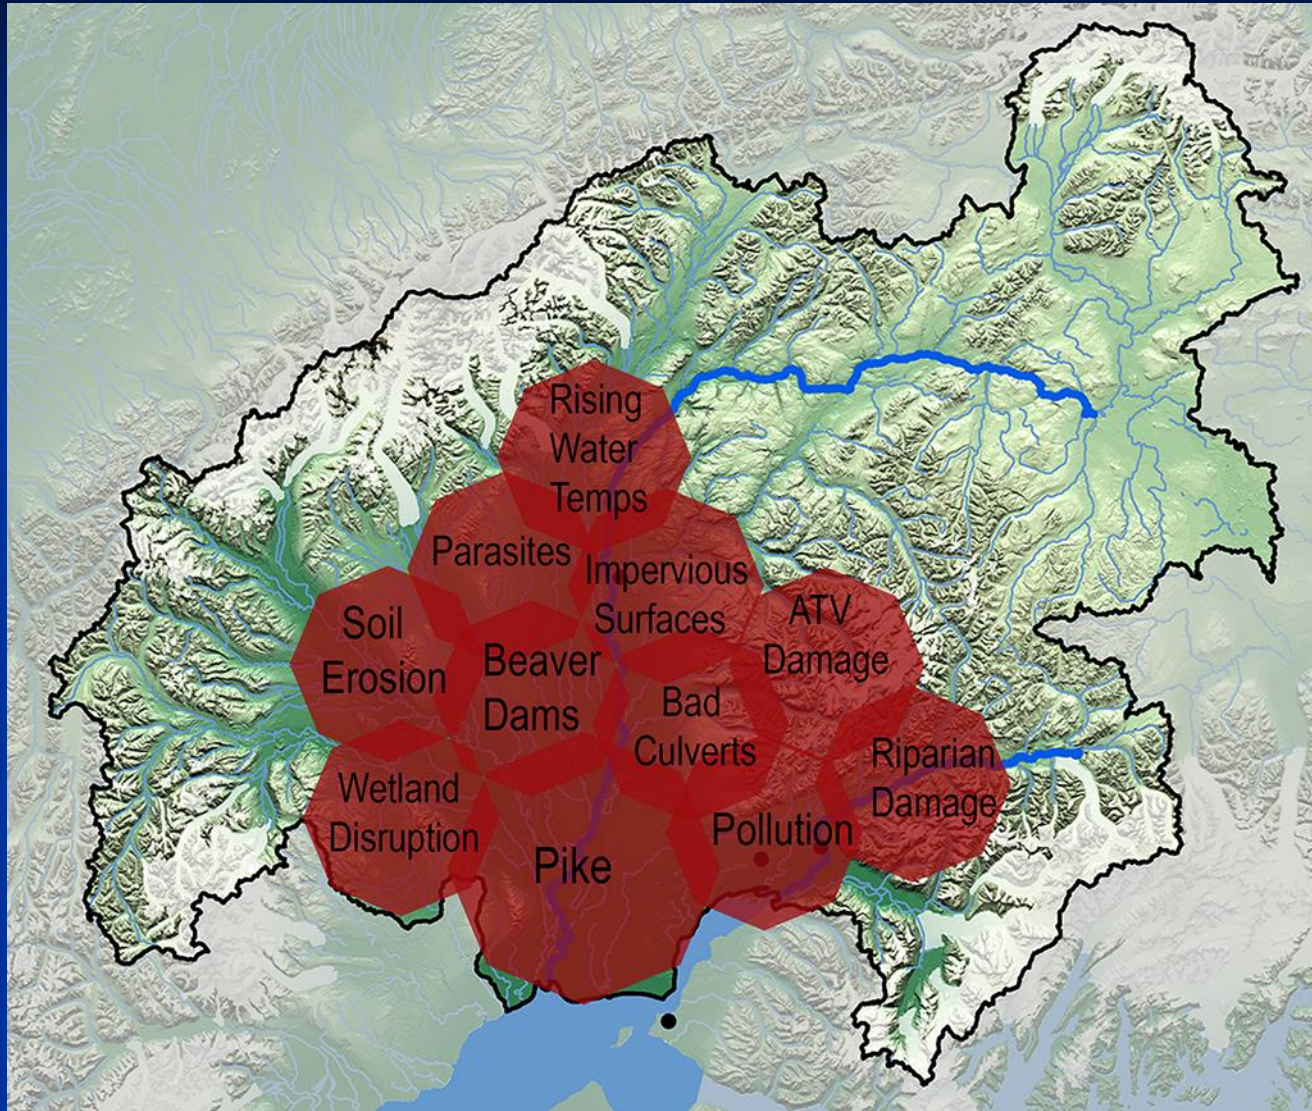 Rising
Water
Temps
Parasites
Impervious
Surfaces
ATV
Damage
Soil
Erosion
Beaver
Dams
Bad
Culverts
Riparian
Damage
Wetland
Disruption
Pollution
Pike